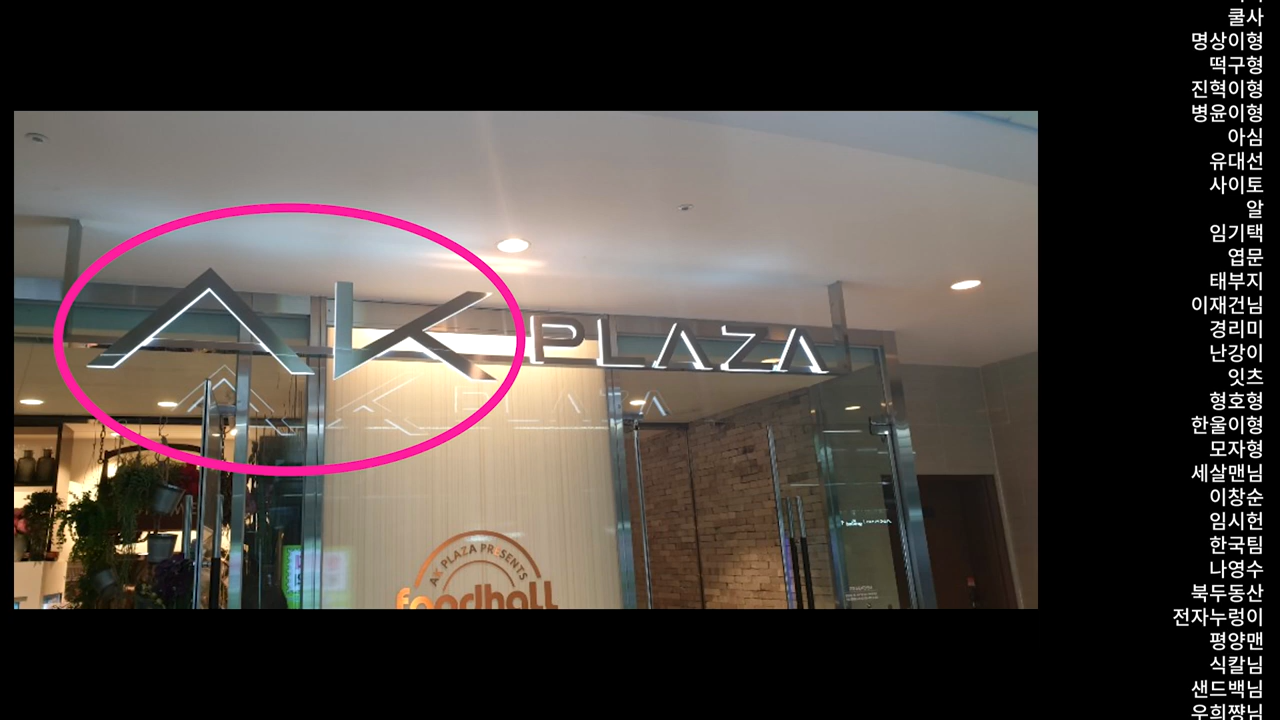 AK PLAZA
AK PLAZA PRESENTS
foodhall
쿨사
명상이형
떡구형
진혁이형
병윤이형
아심
유대선
사이토
알
임기택
엽문
태부지
이재건님
경리미
난강이
잇츠
형호형
한울이형
모자형
세살맨님
이창순
임시헌
한국팀
나영수
북두동산
전자누렁이
평양맨
식칼님
샌드백님
우희쨩님